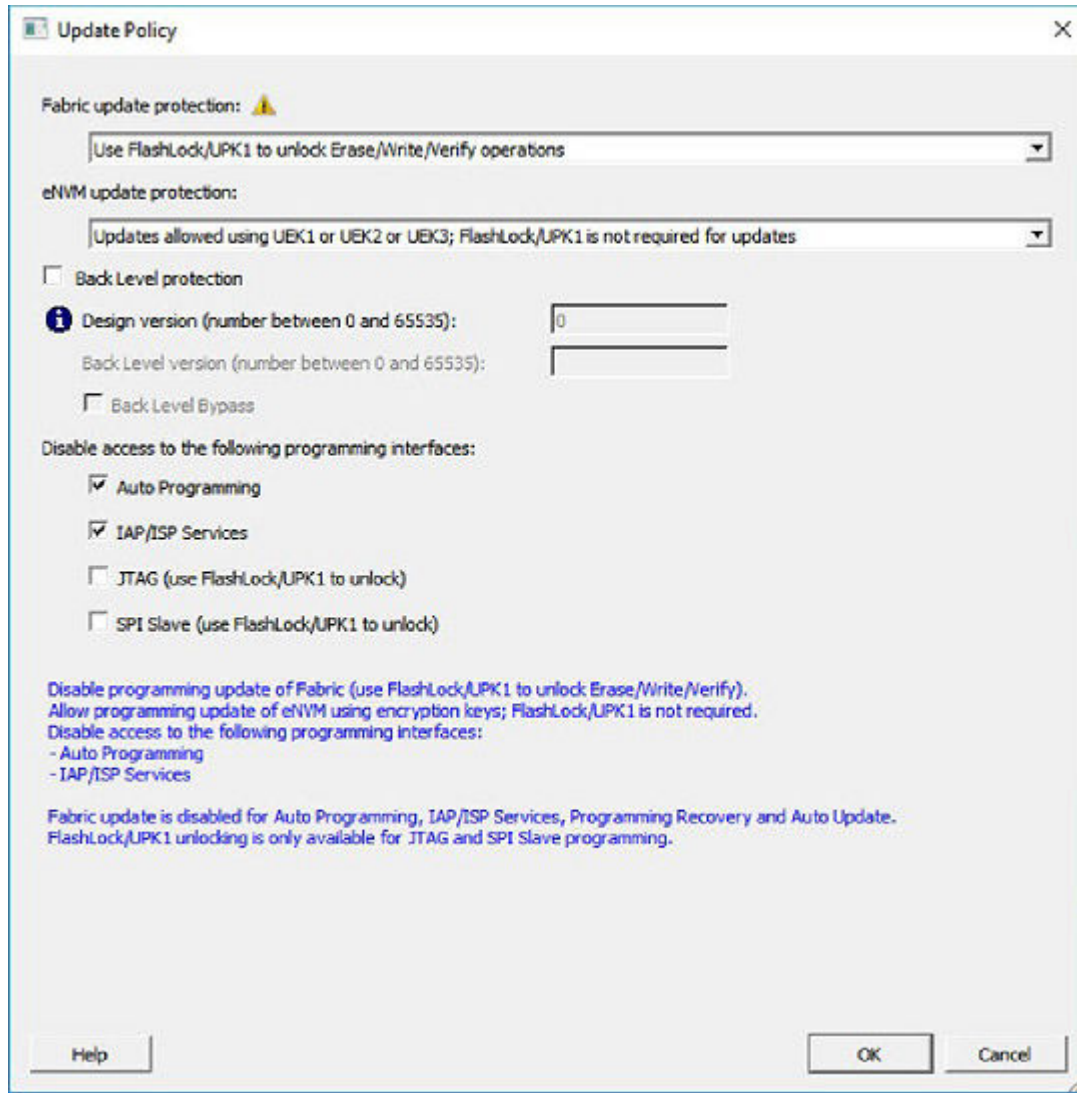 Update Policy
Fabric update protection:
Use FlashLock/UPK1 to unlock Erase/Write/Verify operations
eNVM update protection:
Updates allowed using UEK1 or UEK2 or UEK3; FlashLock/UPK1 is not required for updates
Back Level protection
Design version (number between 0 and 65535): 0
Back Level version (number between 0 and 65535):
Back Level Bypass
Disable access to the following programming interfaces:
Auto Programming
IAP/ISP Services
JTAG (use FlashLock/UPK1 to unlock)
SPI Slave (use FlashLock/UPK1 to unlock)
Disable programming update of Fabric (use FlashLock/UPK1 to unlock Erase/Write/Verify).
Allow programming update of eNVM using encryption keys; FlashLock/UPK1 is not required.
Disable access to the following programming interfaces:
- Auto Programming
- IAP/ISP Services
Fabric update is disabled for Auto Programming, IAP/ISP Services, Programming Recovery and Auto Update.
FlashLock/UPK1 unlocking is only available for JTAG and SPI Slave programming.
Help OK Cancel